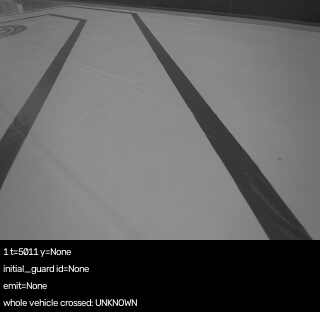 1 t=5011 y=None
initial_guard id=None
emit=None
whole vehicle crossed: UNKNOWN